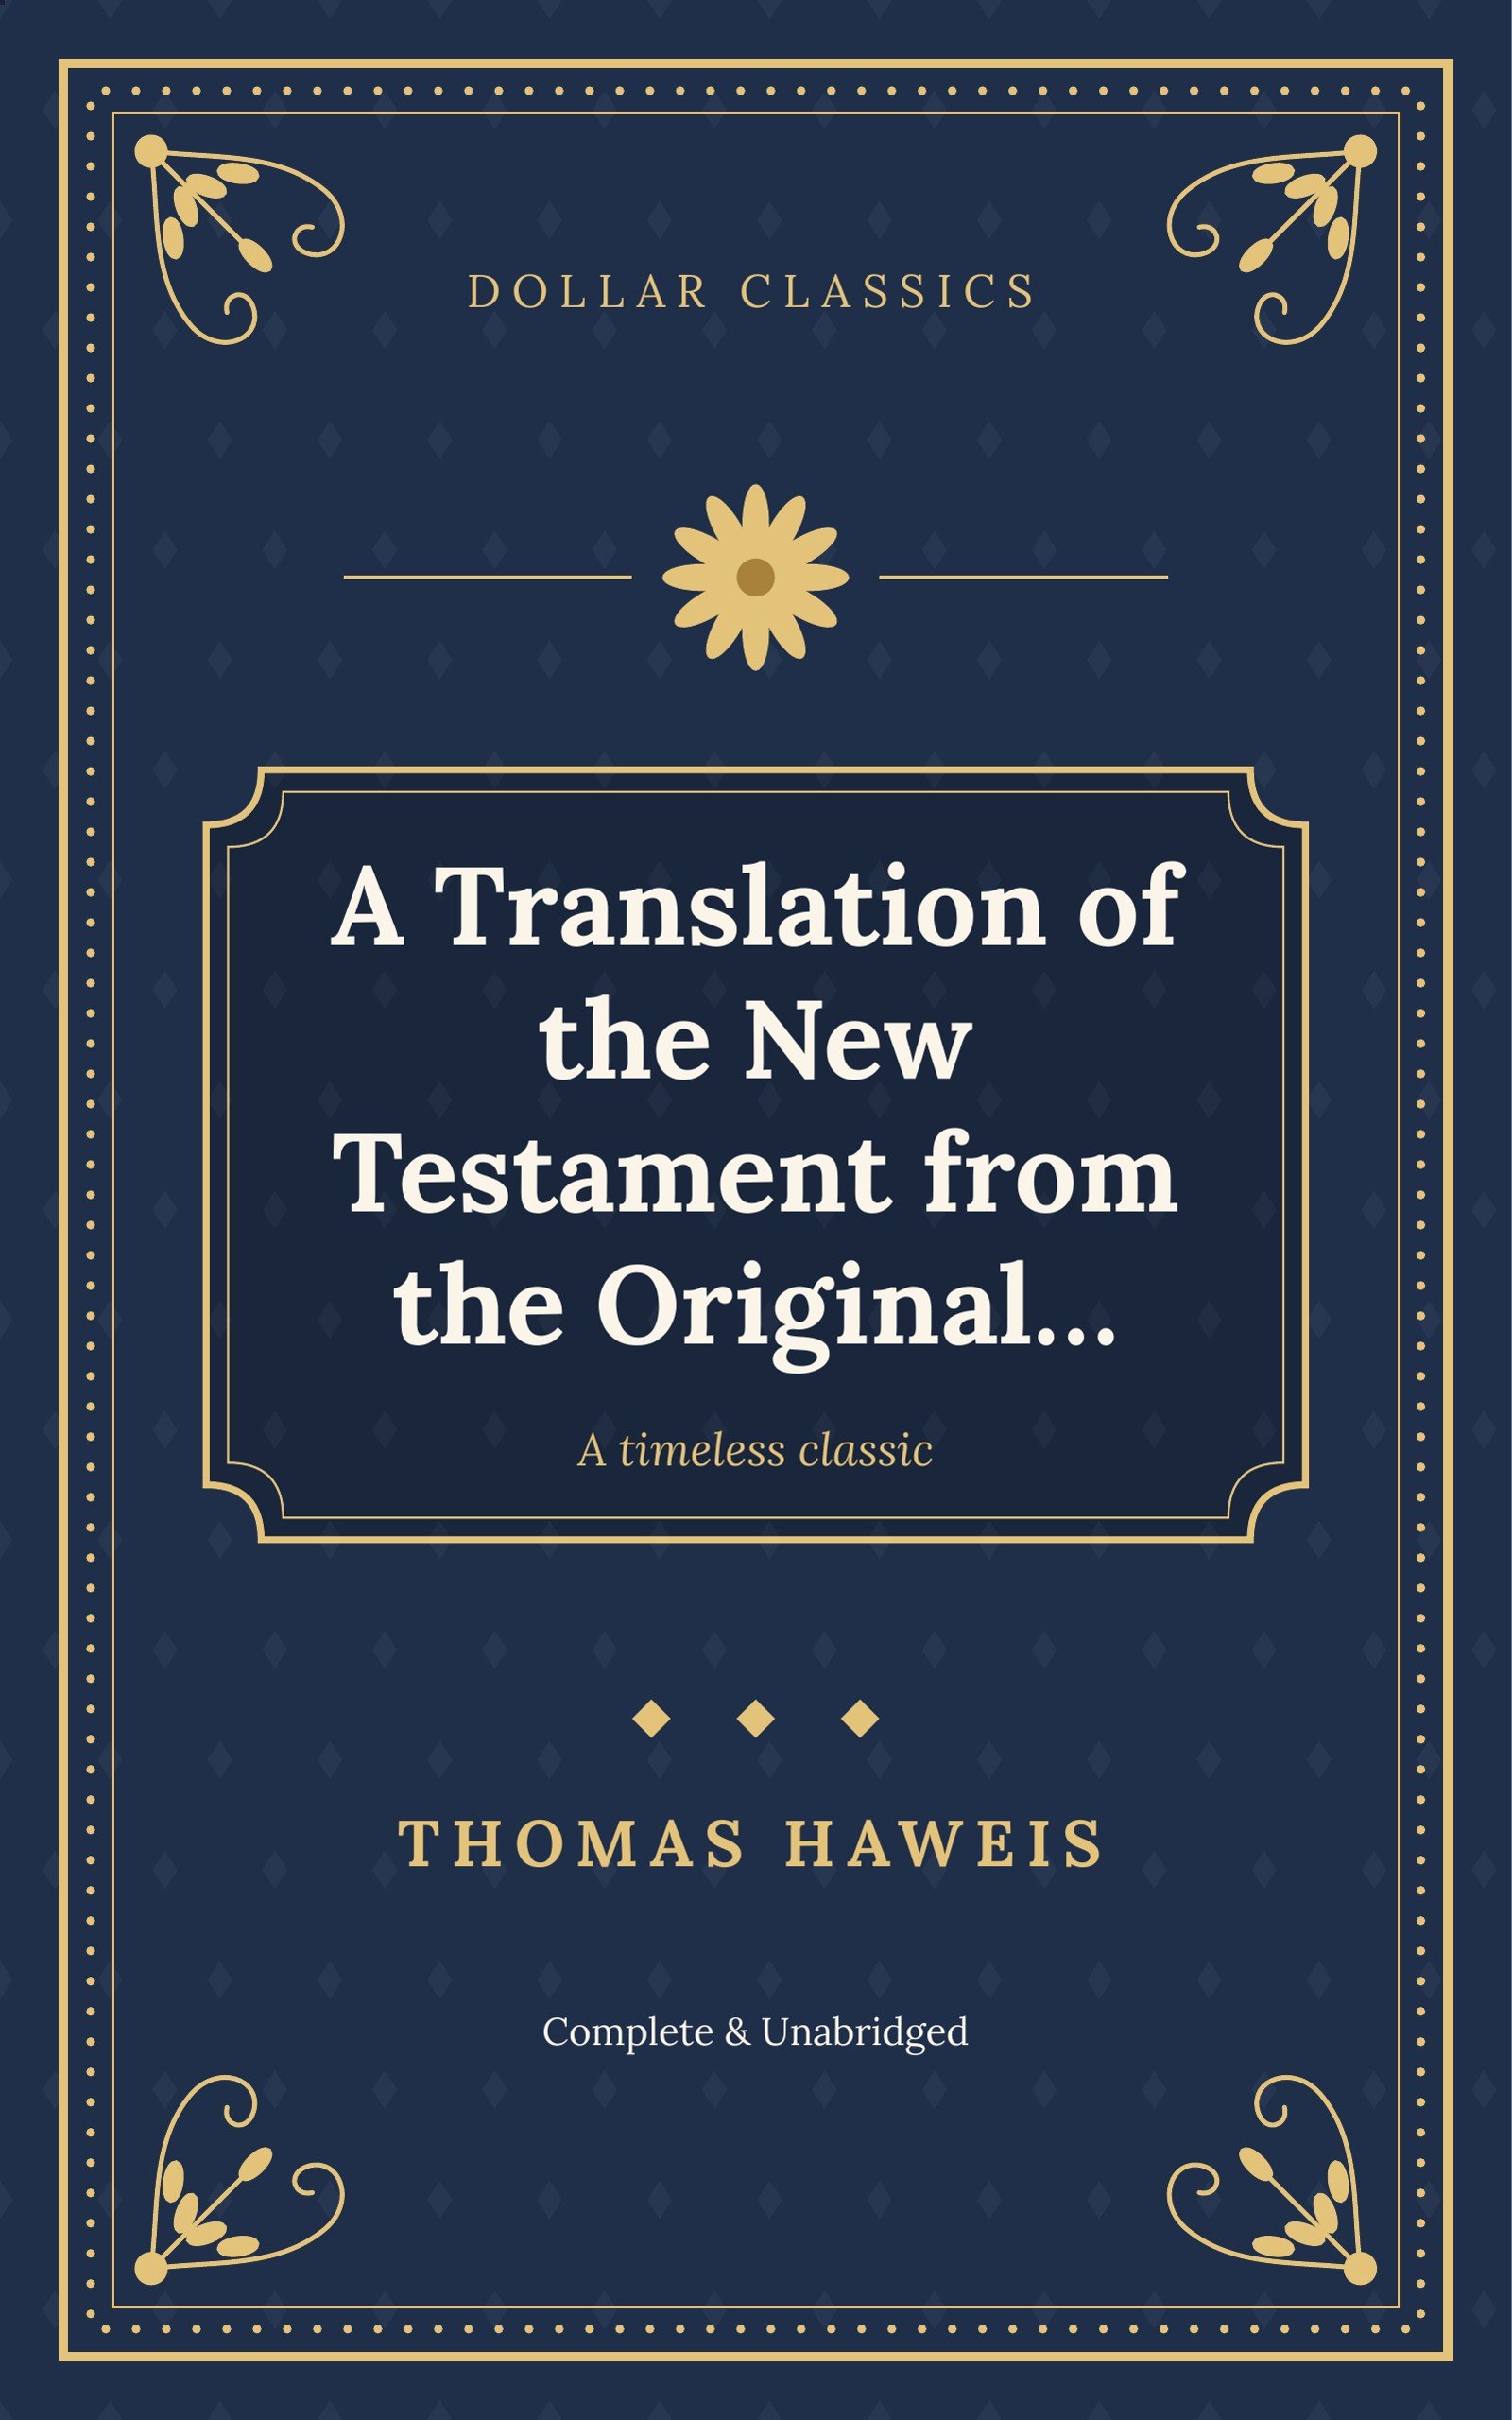 DOLLAR CLASSICS
A Translation of
the New
Testament from
the Original...
A timeless classic
THOMAS HAWEIS
Complete & Unabridged